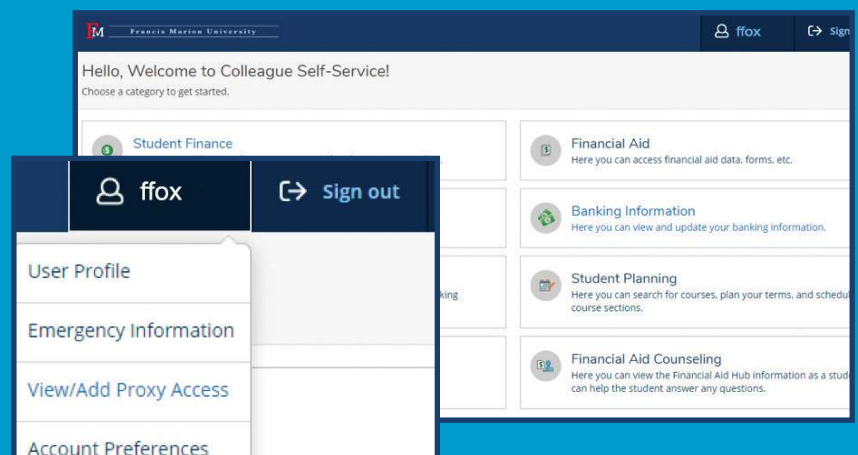 FM Francis Marion University
ffox
Sign
Hello, Welcome to Colleague Self-Service!
Choose a category to get started.
Student Finance
Financial Aid
Here you can access financial aid data, forms, etc.
Banking Information
Here you can view and update your banking information.
king
Student Planning
Here you can search for courses, plan your terms, and schedul
course sections.
Financial Aid Counseling
Here you can view the Financial Aid Hub information as a stud
can help the student answer any questions.
ffox
Sign out
User Profile
Emergency Information
View/Add Proxy Access
Account Preferences